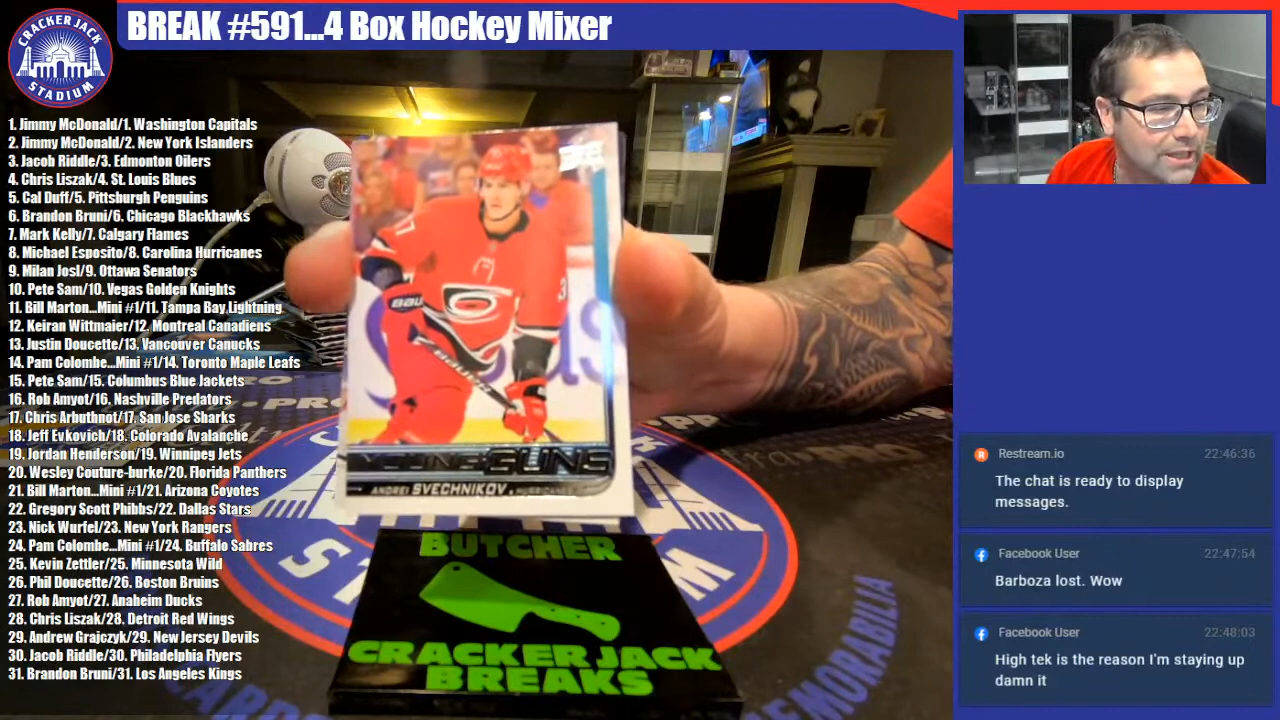 BREAK #591...4 Box Hockey Mixer
CRACKER JACK
STADIUM
1. Jimmy McDonald/1. Washington Capitals
2. Jimmy McDonald/2. New York Islanders
3. Jacob Riddle/3. Edmonton Oilers
4. Chris Liszak/4. St. Louis Blues
5. Cal Duff/5. Pittsburgh Penguins
6. Brandon Bruni/6. Chicago Blackhawks
7. Mark Kelly/7. Calgary Flames
8. Michael Esposito/8. Carolina Hurricanes
9. Milan Josl/9. Ottawa Senators
10. Pete Sam/10. Vegas Golden Knights
11. Bill Marton...Mini #1/11. Tampa Bay Lightning
12. Keiran Wittmaier/12. Montreal Canadiens
13. Justin Doucette/13. Vancouver Canucks
14. Pam Colombe...Mini #1/14. Toronto Maple Leafs
15. Pete Sam/15. Columbus Blue Jackets
16. Rob Amyot/16. Nashville Predators
17. Chris Arbuthnot/17. San Jose Sharks
18. Jeff Evkovich/18. Colorado Avalanche
19. Jordan Henderson/19. Winnipeg Jets
20. Wesley Couture-burke/20. Florida Panthers
21. Bill Marton...Mini #1/21. Arizona Coyotes
22. Gregory Scott Phibbs/22. Dallas Stars
23. Nick Wurfel/23. New York Rangers
24. Pam Colombe...Mini #1/24. Buffalo Sabres
25. Kevin Zettler/25. Minnesota Wild
26. Phil Doucette/26. Boston Bruins
27. Rob Amyot/27. Anaheim Ducks
28. Chris Liszak/28. Detroit Red Wings
29. Andrew Grajczyk/29. New Jersey Devils
30. Jacob Riddle/30. Philadelphia Flyers
31. Brandon Bruni/31. Los Angeles Kings
YOUNG GUNS
ANDREI SVECHNIKOV HURRICANES
BUTCHER
CRACKER JACK
BREAKS
MEMORABILIA
Restream.io 22:46:36
The chat is ready to display
messages.
Facebook User 22:47:54
Barboza lost. Wow
Facebook User 22:48:03
High tek is the reason I'm staying up
damn it